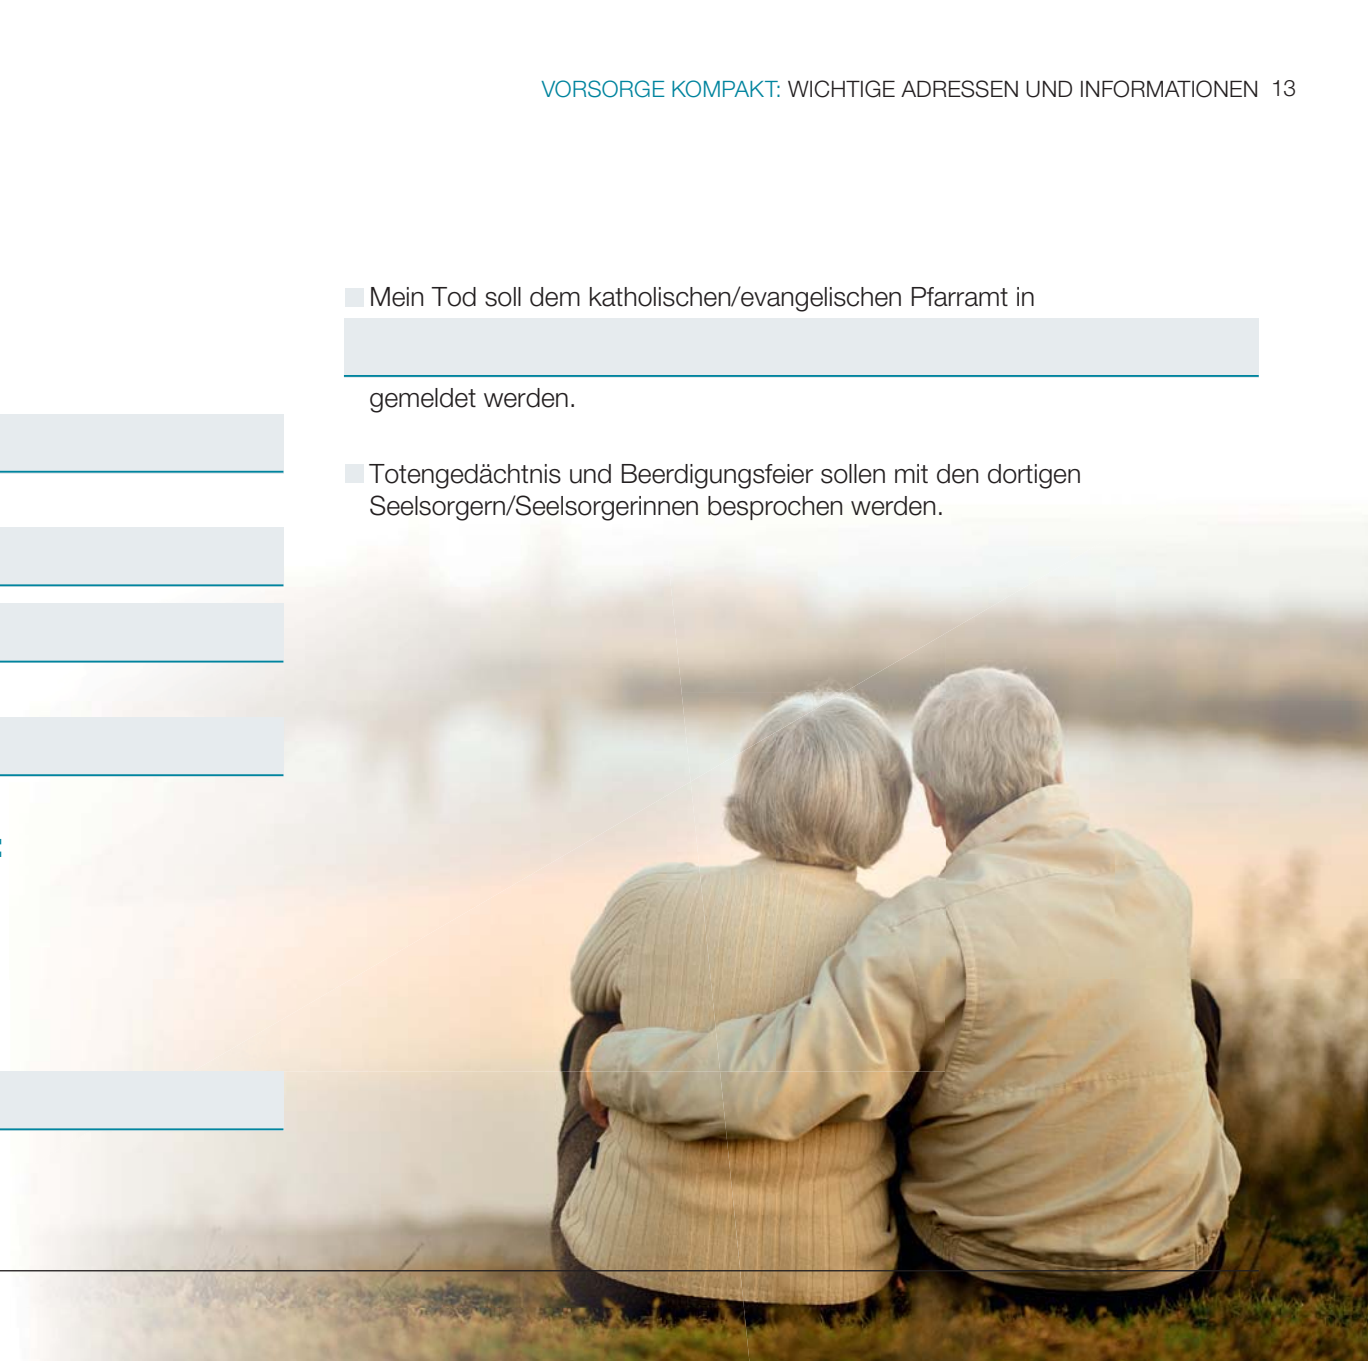 VORSORGE KOMPAKT: WICHTIGE ADRESSEN UND INFORMATIONEN 13
Mein Tod soll dem katholischen/evangelischen Pfarramt in
gemeldet werden.
Totengedächtnis und Beerdigungsfeier sollen mit den dortigen
Seelsorgern/Seelsorgerinnen besprochen werden.
: